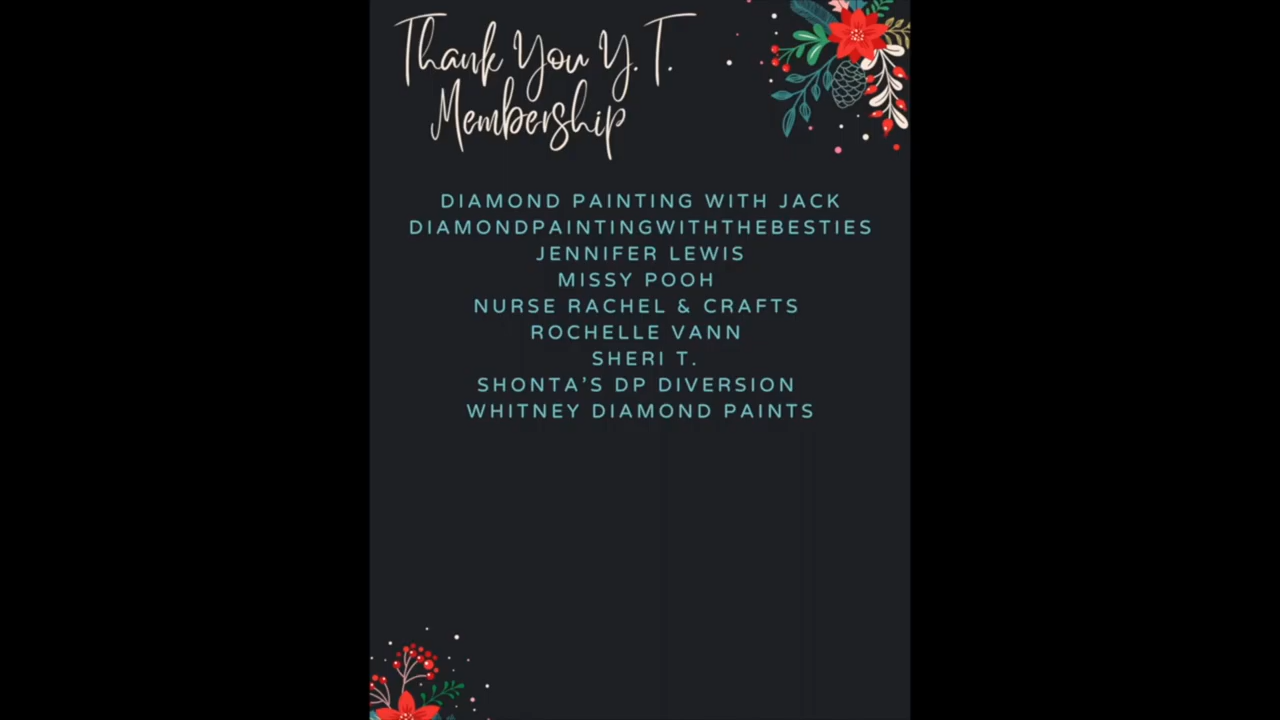 Thank You Y. T.
Membership
DIAMOND PAINTING WITH JACK
DIAMONDPAINTINGWITHTHEBESTIES
JENNIFER LEWIS
MISSY POOH
NURSE RACHEL & CRAFTS
ROCHELLE VANN
SHERI T.
SHONTA’S DP DIVERSION
WHITNEY DIAMOND PAINTS